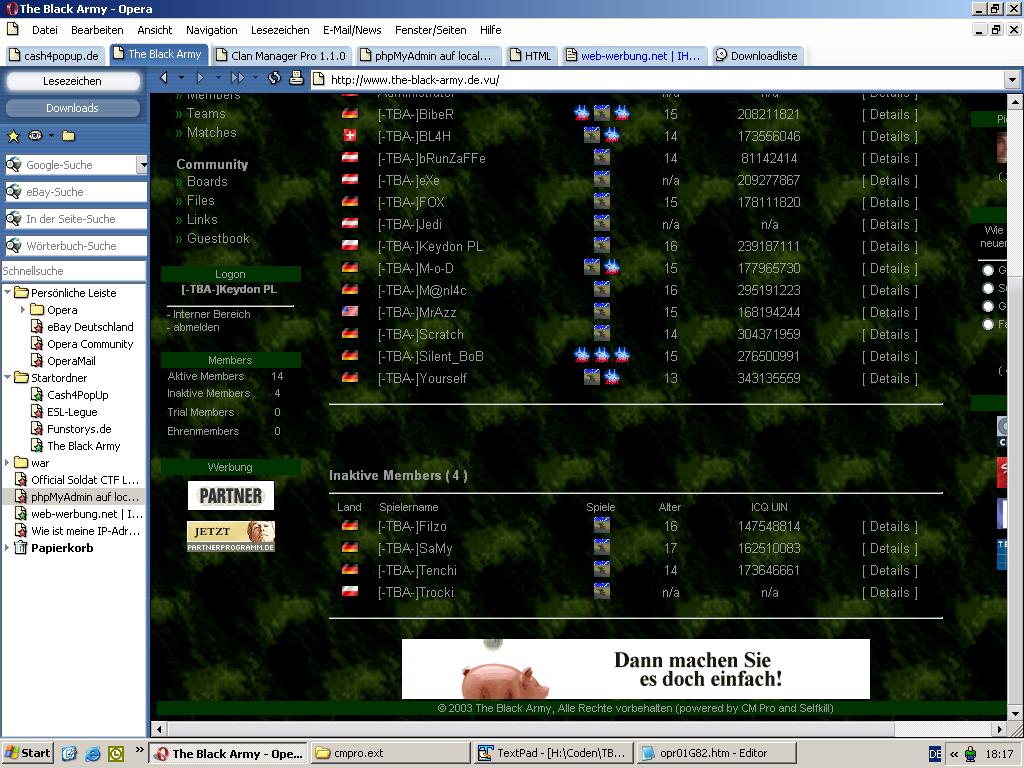 The Black Army - Opera
Datei Bearbeiten Ansicht Navigation Lesezeichen E-Mail/News Fenster/Seiten Hilfe
cash4popup.de The Black Army Clan Manager Pro 1.1.0 phpMyAdmin auf local... HTML web-werbung.net | IH... Downloadliste
Lesezeichen
http://www.the-black-army.de.vu/
Downloads
Google-Suche
eBay-Suche
In der Seite-Suche
Wörterbuch-Suche
Schnellsuche
Persönliche Leiste
Opera
eBay Deutschland
Opera Community
OperaMail
Startordner
Cash4PopUp
ESL-Legue
Funstorys.de
The Black Army
war
Official Soldat CTF L...
phpMyAdmin auf loc...
web-werbung.net | I...
Wie ist meine IP-Adr...
Papierkorb
» Members
» Teams
» Matches
Community
» Boards
» Files
» Links
» Guestbook
Logon
[-TBA-]Keydon PL
- Interner Bereich
- abmelden
Members
Aktive Members 14
Inaktive Members 4
Trial Members 0
Ehrenmembers 0
Werbung
PARTNER
JETZT
PARTNERPROGRAMM.DE
Administrator n/a n/a [ Details ]
[-TBA-]BibeR 15 208211821 [ Details ]
[-TBA-]BL4H 14 173556046 [ Details ]
[-TBA-]bRunZaFFe 14 81142414 [ Details ]
[-TBA-]eXe n/a 209277867 [ Details ]
[-TBA-]FOX 15 178111820 [ Details ]
[-TBA-]Jedi n/a n/a [ Details ]
[-TBA-]Keydon PL 16 239187111 [ Details ]
[-TBA-]M-o-D 15 177965730 [ Details ]
[-TBA-]M@nl4c 16 295191223 [ Details ]
[-TBA-]MrAzz 15 168194244 [ Details ]
[-TBA-]Scratch 14 304371959 [ Details ]
[-TBA-]Silent_BoB 15 276500991 [ Details ]
[-TBA-]Yourself 13 343135559 [ Details ]
Inaktive Members ( 4 )
Land Spielername Spiele Alter ICQ UIN
[-TBA-]Filzo 16 147548814 [ Details ]
[-TBA-]SaMy 17 162510083 [ Details ]
[-TBA-]Tenchi 14 173646661 [ Details ]
[-TBA-]Trocki n/a n/a [ Details ]
Dann machen Sie
es doch einfach!
© 2003 The Black Army, Alle Rechte vorbehalten (powered by CM Pro and Selfkill)
Wie
neuer
Start » The Black Army - Ope... cmpro.ext TextPad - [H:\Coden\TB... opr01G82.htm - Editor DE « 18:17